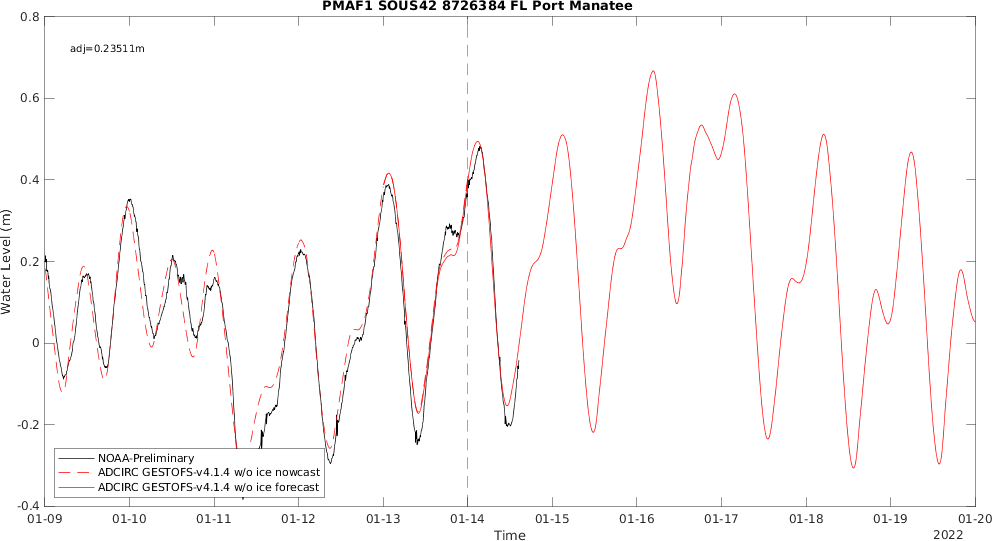 PMAF1 SOUS42 8726384 FL Port Manatee
adj=0.23511m
Water Level (m)
0.8
0.6
0.4
0.2
0
-0.2
-0.4
NOAA-Preliminary
ADCIRC GESTOFS-v4.1.4 w/o ice nowcast
ADCIRC GESTOFS-v4.1.4 w/o ice forecast
01-09 01-10 01-11 01-12 01-13 01-14 01-15 01-16 01-17 01-18 01-19 01-20
Time
2022